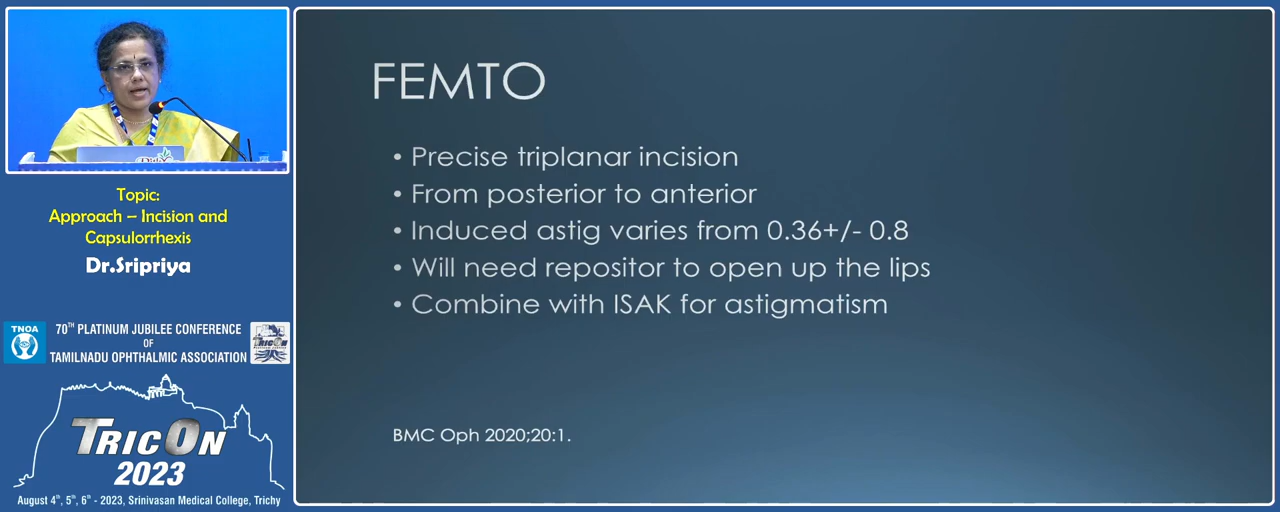 Topic:
Approach – Incision and
Capsulorrhexis
Dr.Sripriya
TNOA
70TH PLATINUM JUBILEE CONFERENCE
OF
TAMILNADU OPHTHALMIC ASSOCIATION
TRICON
TRICON
2023
August 4th, 5th, 6th - 2023, Srinivasan Medical College, Trichy
FEMTO
• Precise triplanar incision
• From posterior to anterior
• Induced astig varies from 0.36+/- 0.8
• Will need repositor to open up the lips
• Combine with ISAK for astigmatism
BMC Oph 2020;20:1.